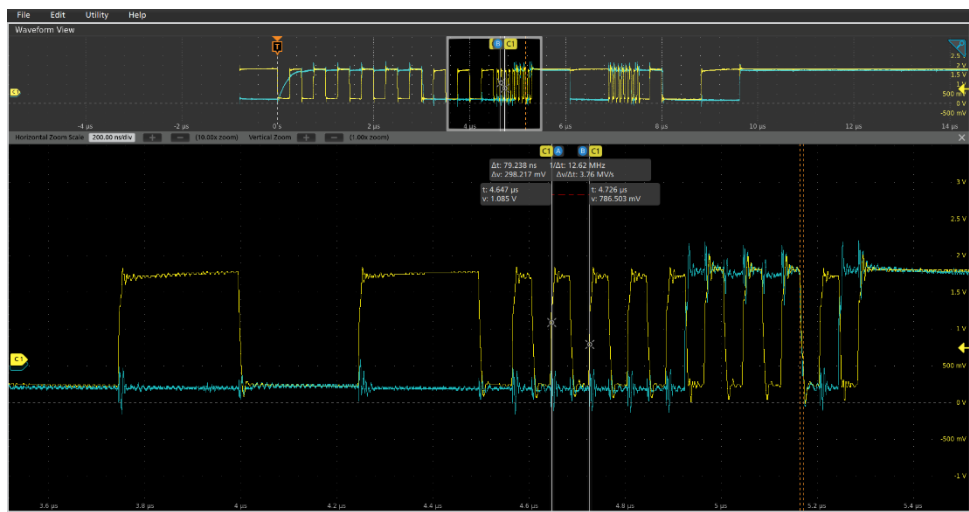 File Edit Utility Help
Waveform View
B C1
T
2.5 V
2 V
C1
500 mV
0 V
-4 µs -2 µs 0 s 2 µs 4 µs 6 µs 8 µs 10 µs 12 µs 14 µs
Horizontal Zoom Scale 200.00 ns/div + − (10.00x zoom) Vertical Zoom + − (1.00x zoom)
C1 A B C1
Δt: 79.238 ns 1/Δt: 12.62 MHz
Δv: 298.217 mV Δv/Δt: 3.76 MV/s
t: 4.647 µs t: 4.726 µs
v: 1.085 V v: 786.503 mV
3 V
2.5 V
2 V
1.5 V
1 V
C1
500 mV
0 V
-500 mV
-1 V
3.6 µs 3.8 µs 4 µs 4.2 µs 4.4 µs 4.6 µs 4.8 µs 5 µs 5.2 µs 5.4 µs